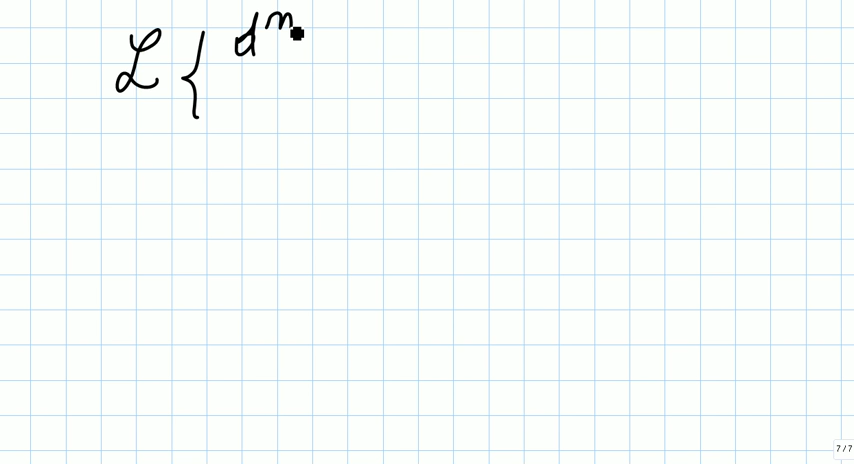 ℒ { dⁿ
7 / 7